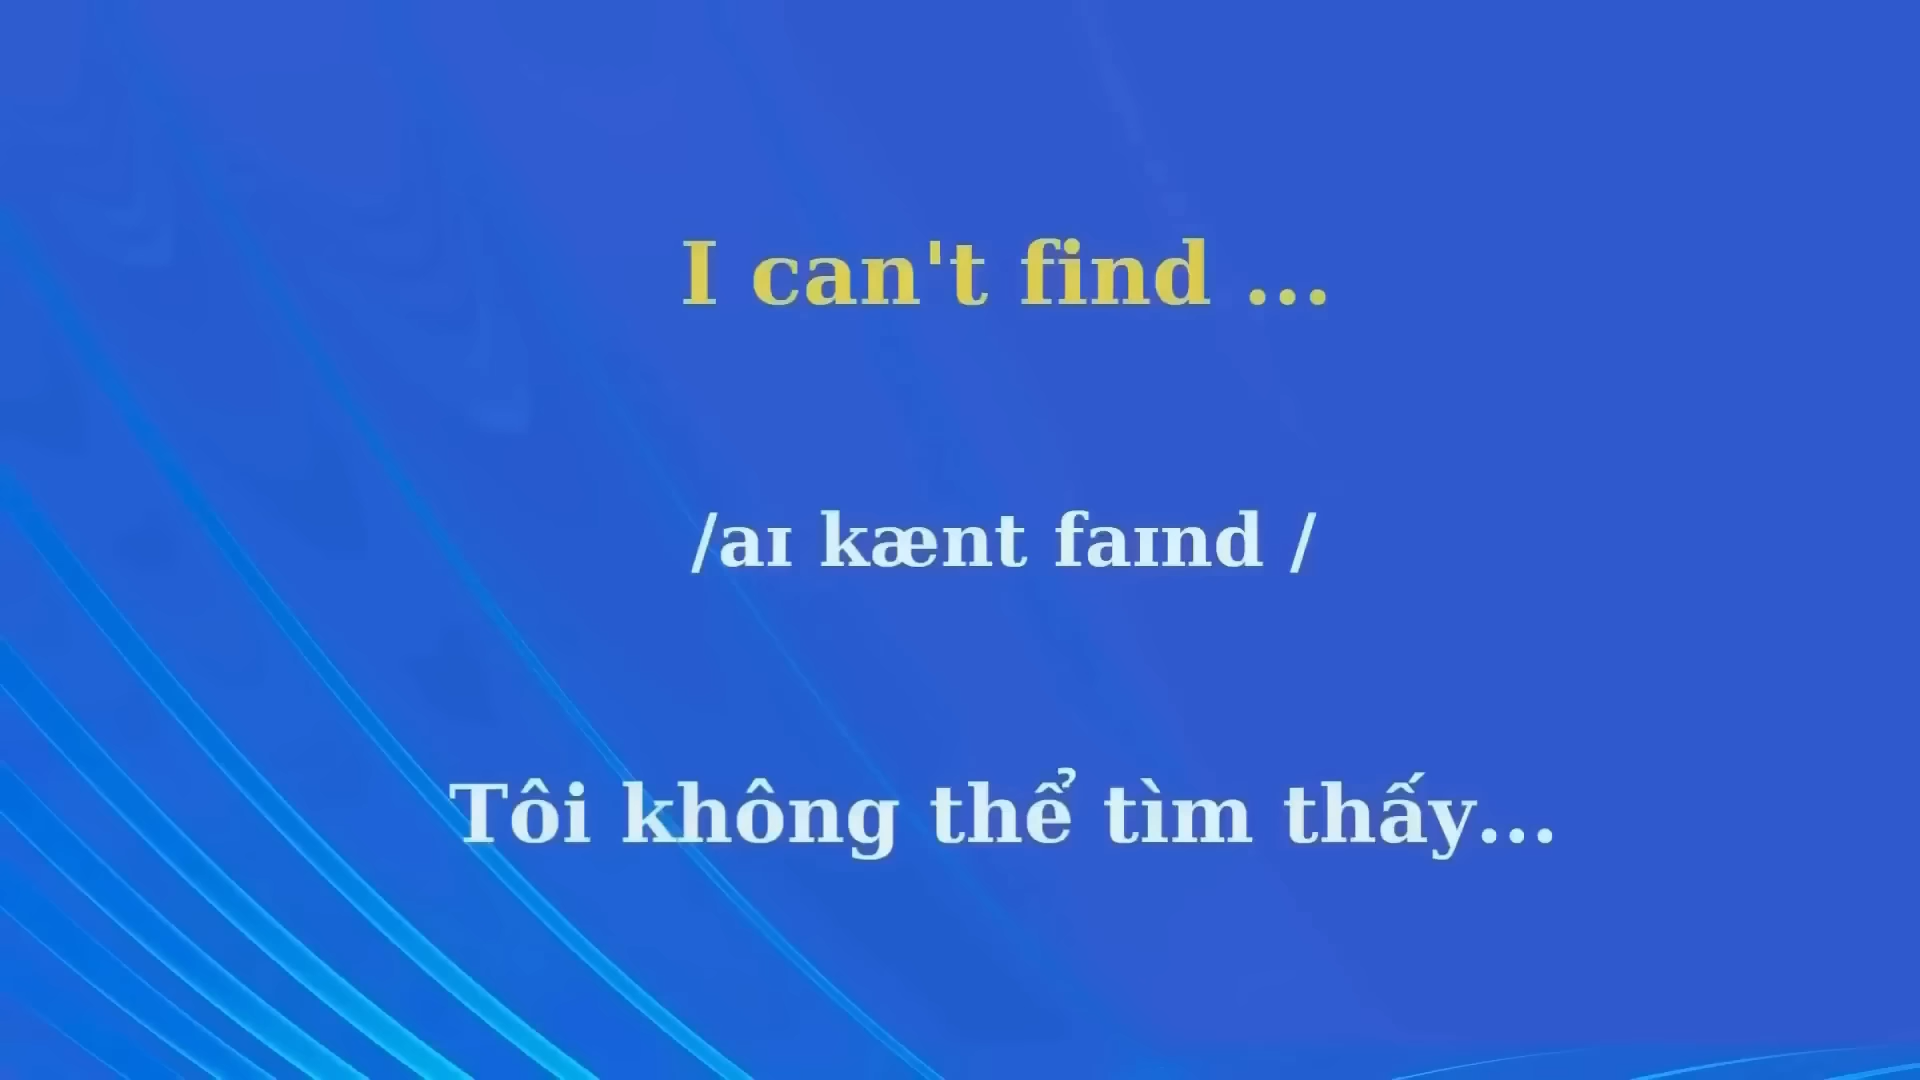 I can't find ...
/aɪ kænt faɪnd /
Tôi không thể tìm thấy...